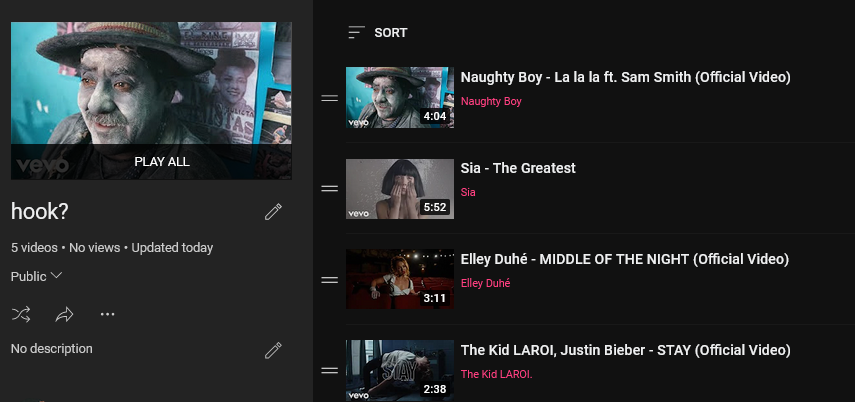 vevo
PLAY ALL
hook?
5 videos • No views • Updated today
Public
No description
SORT
vevo
4:04
Naughty Boy - La la la ft. Sam Smith (Official Video)
Naughty Boy
vevo
5:52
Sia - The Greatest
Sia
3:11
Elley Duhé - MIDDLE OF THE NIGHT (Official Video)
Elley Duhé
STAY
vevo
2:38
The Kid LAROI, Justin Bieber - STAY (Official Video)
The Kid LAROI.